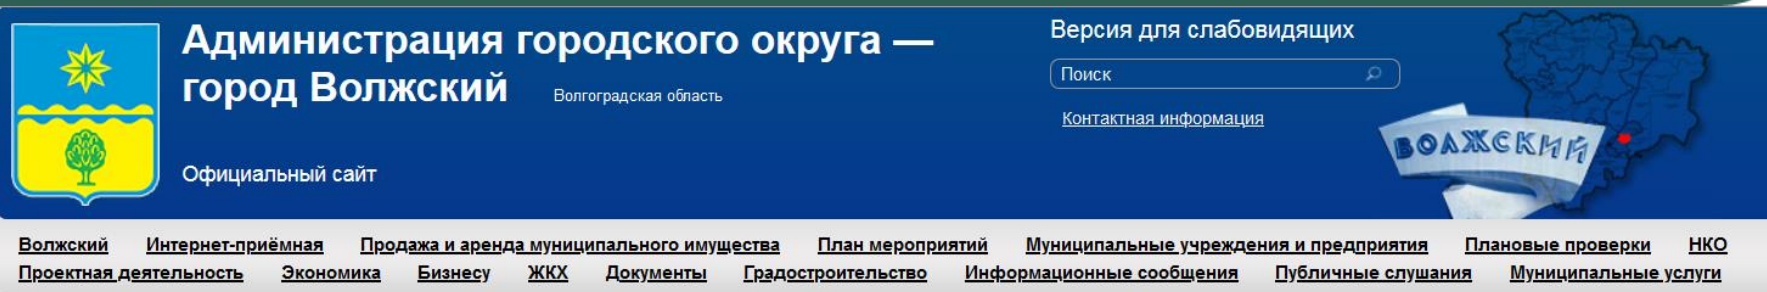 Администрация городского округа —
город Волжский Волгоградская область
Официальный сайт
Версия для слабовидящих
Поиск
Контактная информация
ВОЛЖСКИЙ
Волжский Интернет-приёмная Продажа и аренда муниципального имущества План мероприятий Муниципальные учреждения и предприятия Плановые проверки НКО
Проектная деятельность Экономика Бизнесу ЖКХ Документы Градостроительство Информационные сообщения Публичные слушания Муниципальные услуги